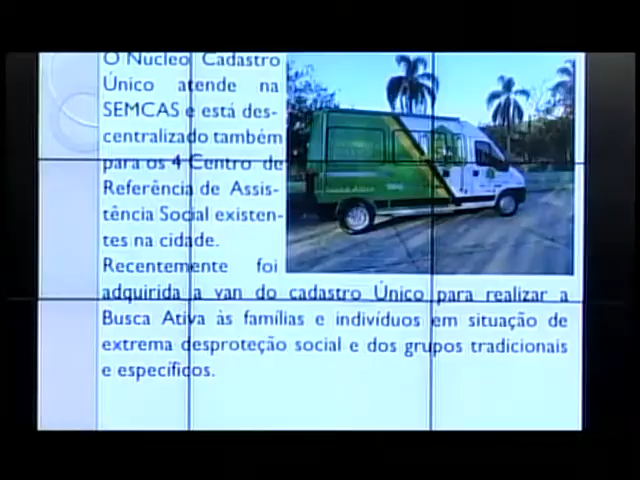 O Núcleo Cadastro
Único atende na
SEMCAS e está des-
centralizado também
para os 4 Centro de
Referência de Assis-
tência Social existen-
tes na cidade.
Recentemente foi
adquirida a van do cadastro Único para realizar a
Busca Ativa às famílias e indivíduos em situação de
extrema desproteção social e dos grupos tradicionais
e específicos.